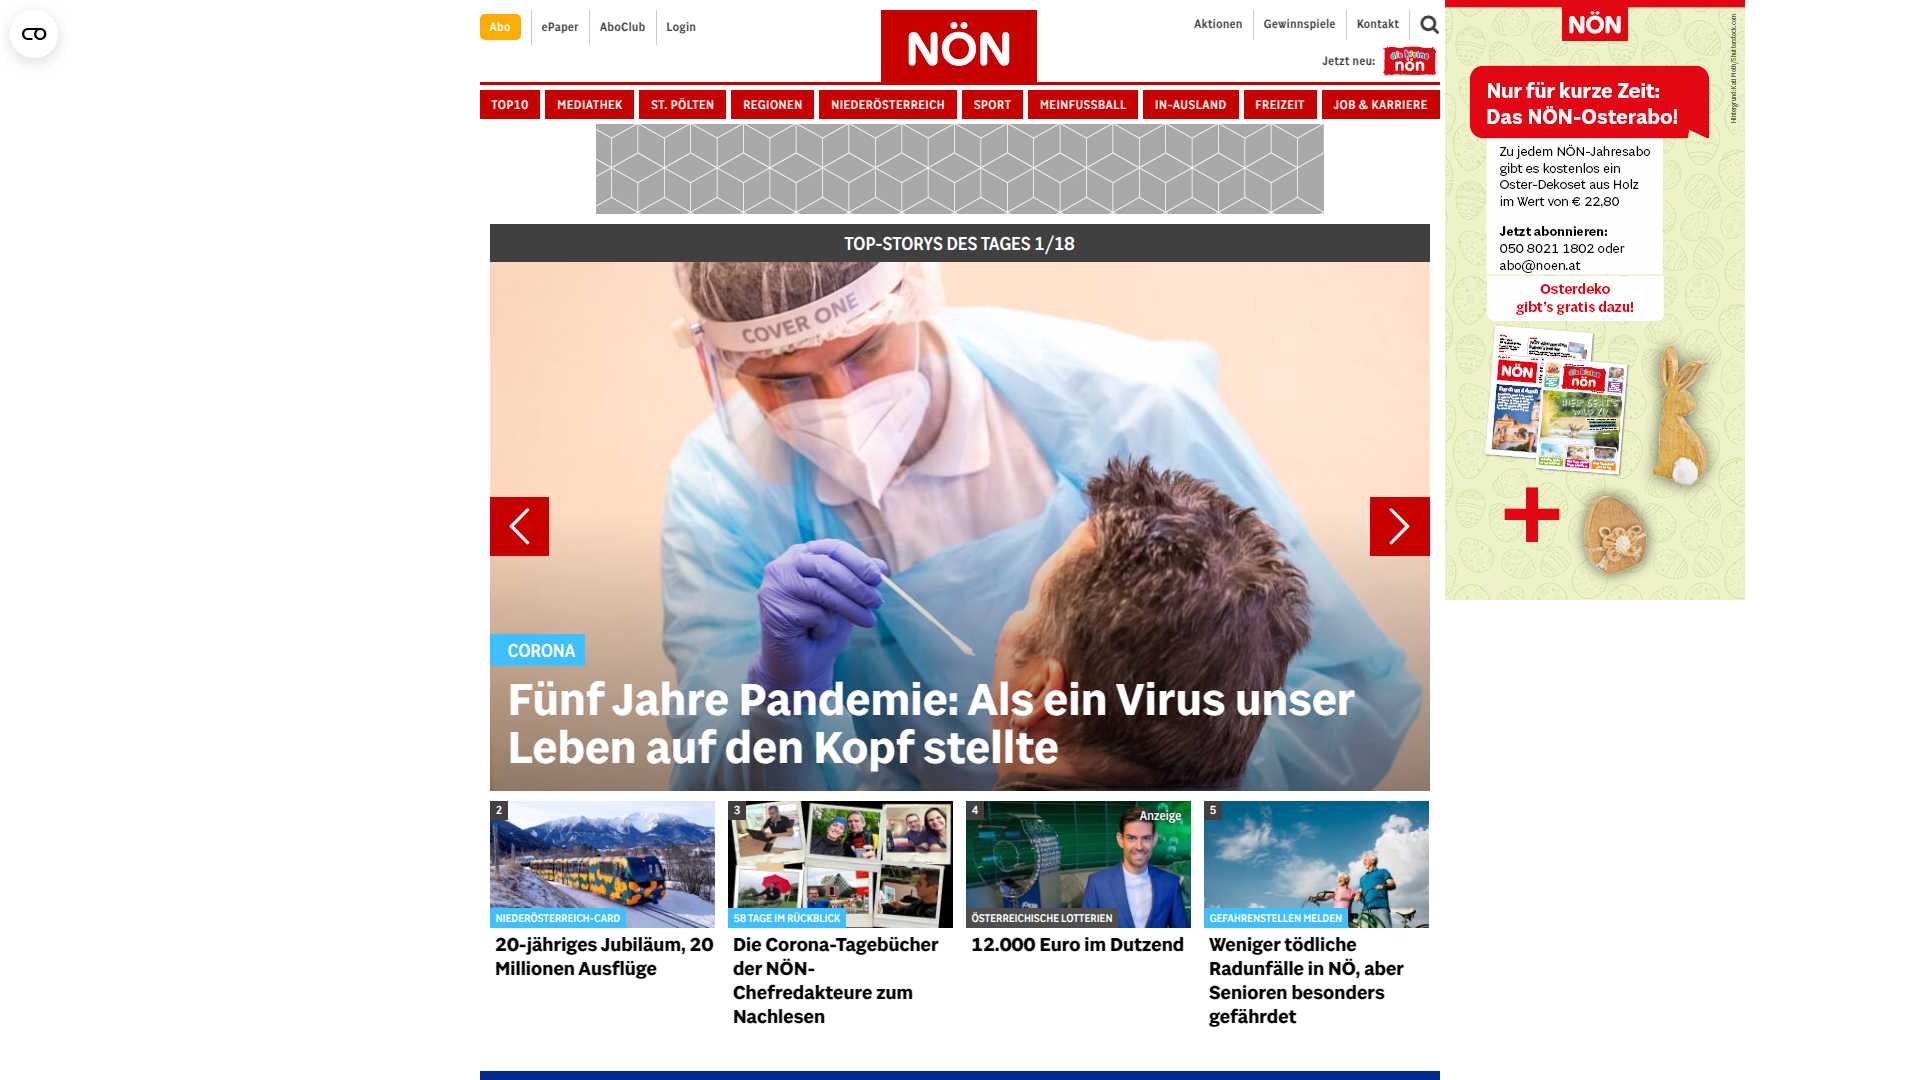 Abo
ePaper
AboClub
Login
NÖN
Aktionen
Gewinnspiele
Kontakt
Jetzt neu:
die kleine
nön
TOP10
MEDIATHEK
ST. PÖLTEN
REGIONEN
NIEDERÖSTERREICH
SPORT
MEINFUSSBALL
IN-AUSLAND
FREIZEIT
JOB & KARRIERE
TOP-STORYS DES TAGES 1/18
COVER ONE
CORONA
Fünf Jahre Pandemie: Als ein Virus unser
Leben auf den Kopf stellte
2
NIEDERÖSTERREICH-CARD
20-jähriges Jubiläum, 20
Millionen Ausflüge
3
58 TAGE IM RÜCKBLICK
Die Corona-Tagebücher
der NÖN-
Chefredakteure zum
Nachlesen
4
Anzeige
ÖSTERREICHISCHE LOTTERIEN
12.000 Euro im Dutzend
5
GEFAHRENSTELLEN MELDEN
Weniger tödliche
Radunfälle in NÖ, aber
Senioren besonders
gefährdet
NÖN
Nur für kurze Zeit:
Das NÖN-Osterabo!
Zu jedem NÖN-Jahresabo
gibt es kostenlos ein
Oster-Dekoset aus Holz
im Wert von € 22,80
Jetzt abonnieren:
050 8021 1802 oder
abo@noen.at
Osterdeko
gibt's gratis dazu!
NÖN
die kleine
nön